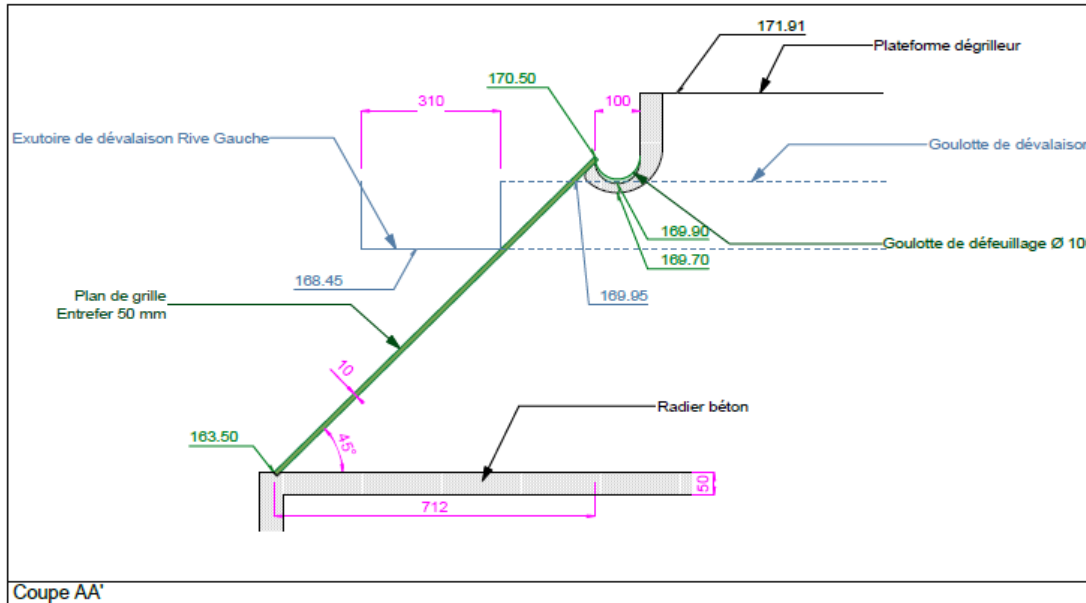 171.91
Plateforme dégrilleur
170.50
310
100
Exutoire de dévalaison Rive Gauche
Goulotte de dévalaison
169.90
Goulotte de défeuillage Ø 10
169.70
168.45
169.95
Plan de grille
Entrefer 50 mm
10
Radier béton
163.50
45°
50
712
Coupe AA'